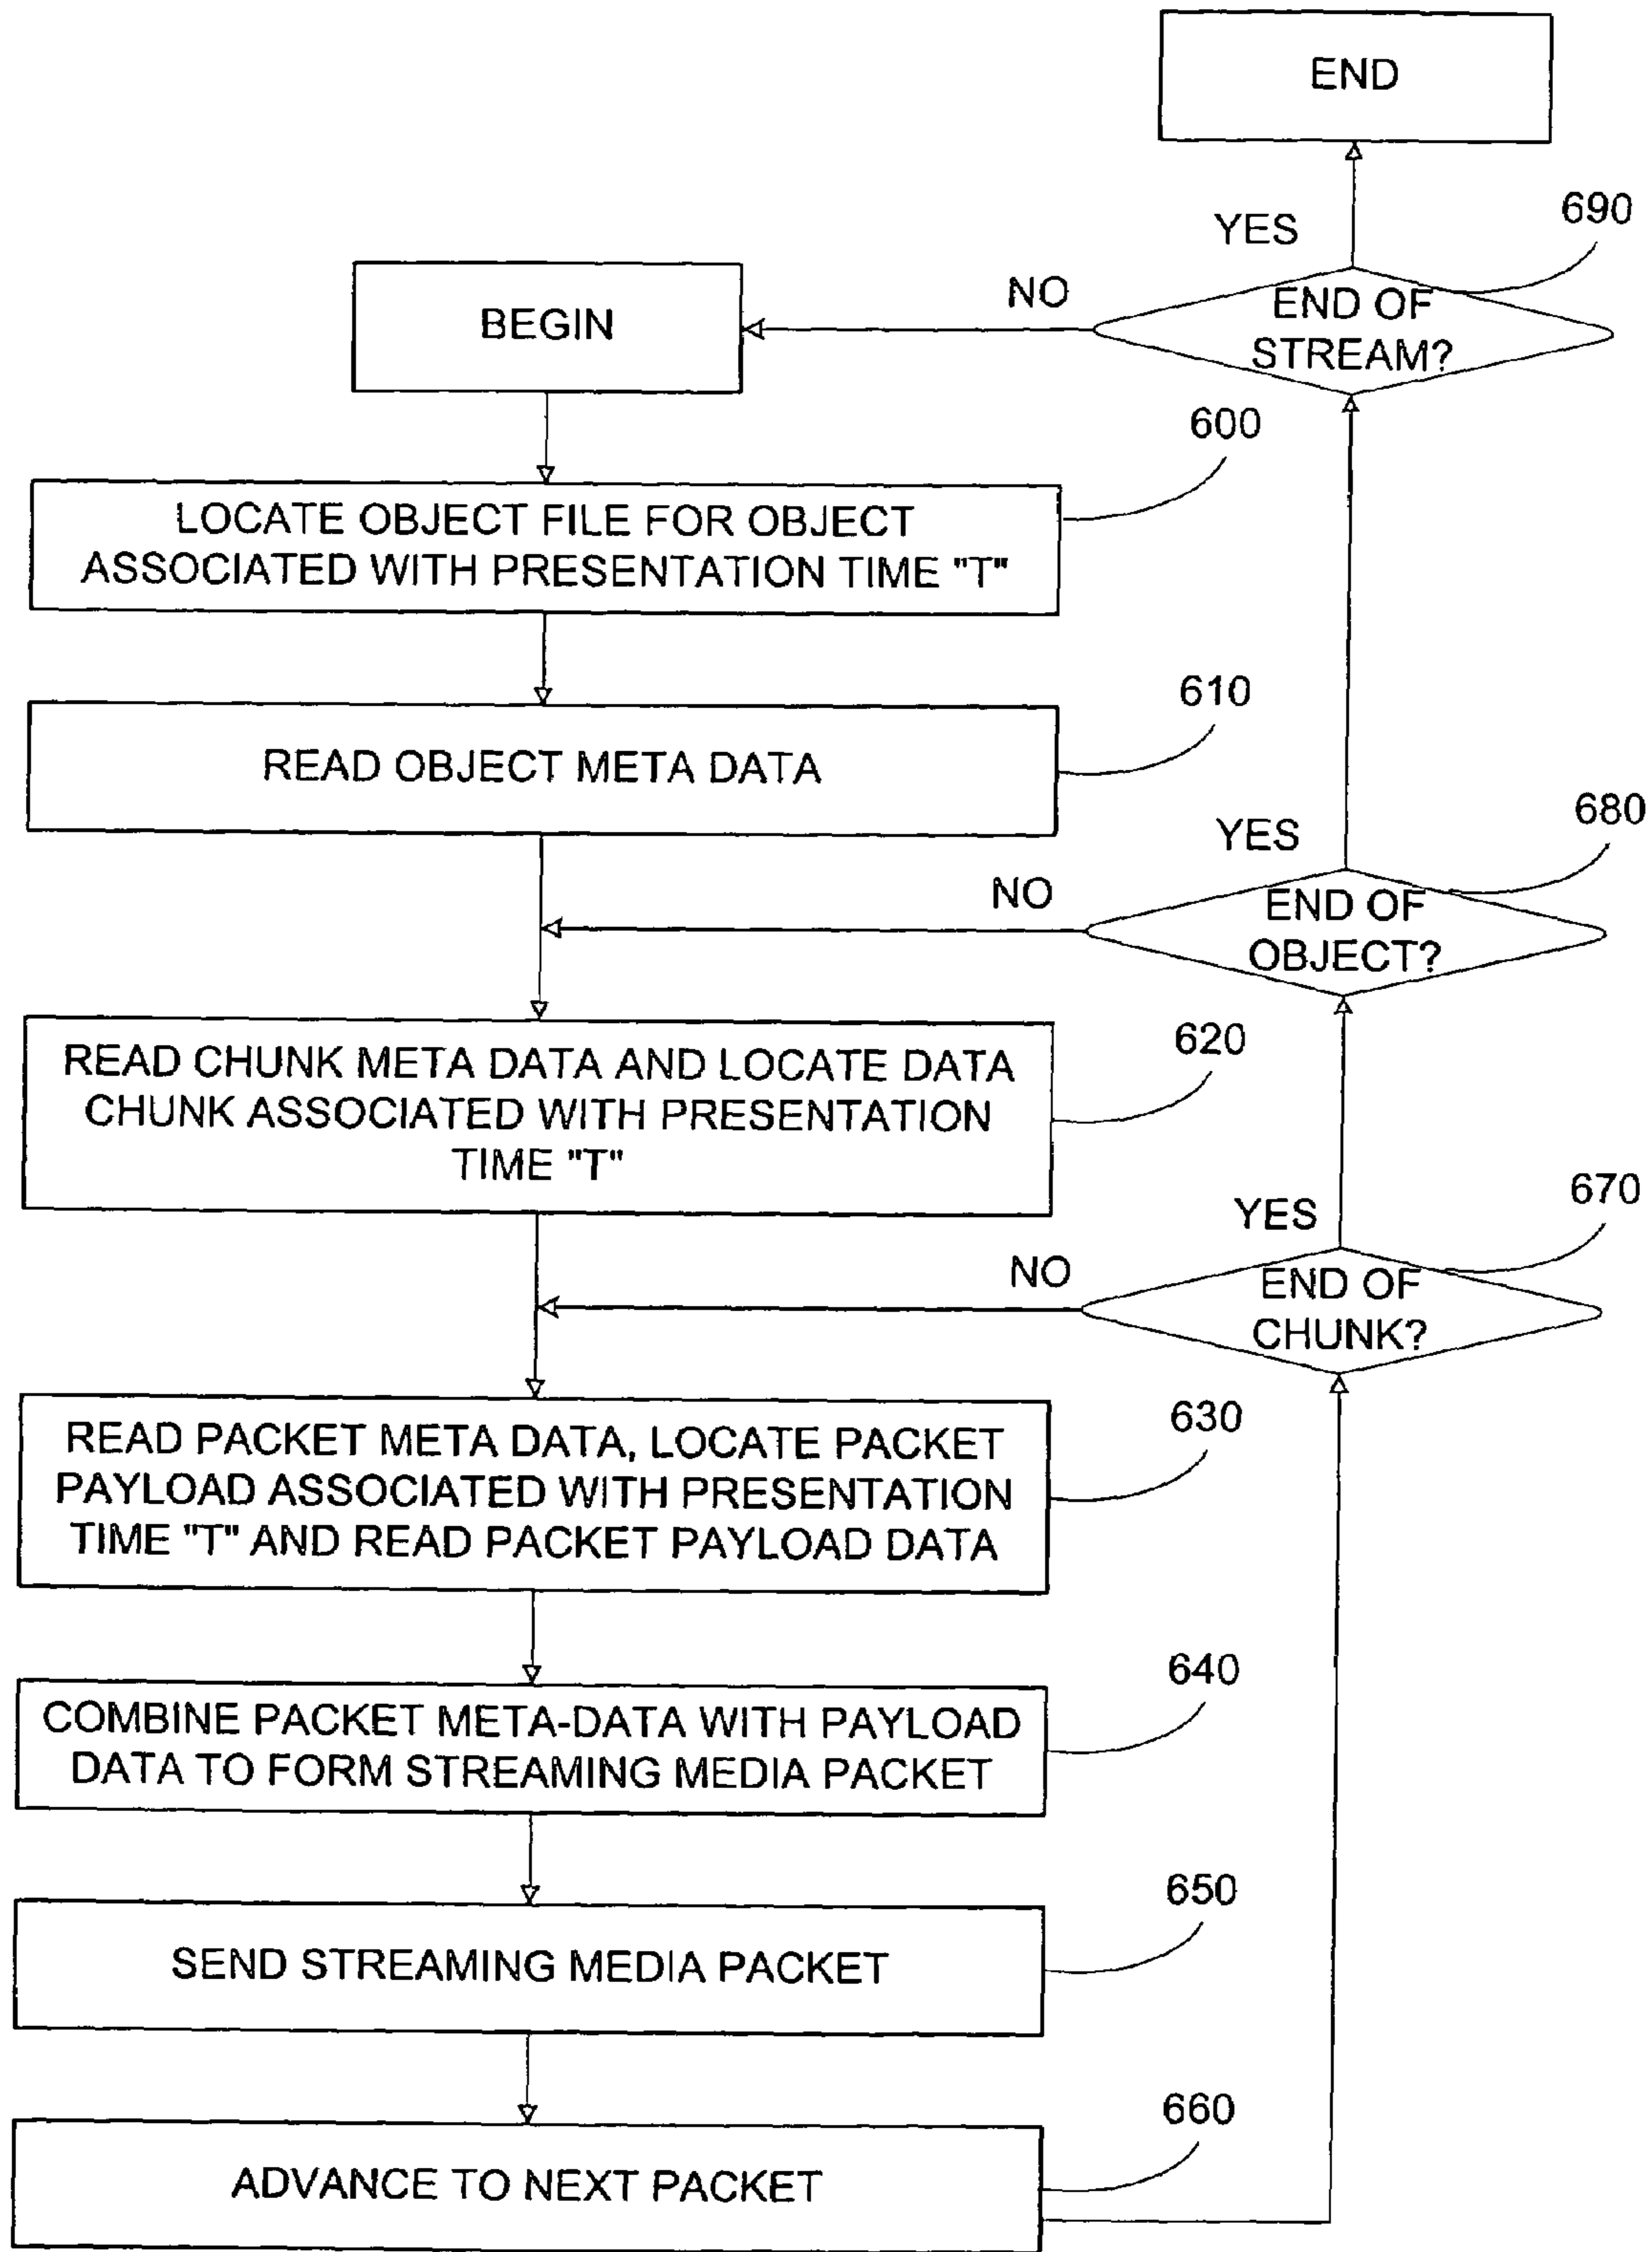 END
690
YES
NO
END OF
STREAM?
BEGIN
600
LOCATE OBJECT FILE FOR OBJECT
ASSOCIATED WITH PRESENTATION TIME "T"
610
READ OBJECT META DATA
680
YES
NO
END OF
OBJECT?
620
READ CHUNK META DATA AND LOCATE DATA
CHUNK ASSOCIATED WITH PRESENTATION
TIME "T"
670
YES
NO
END OF
CHUNK?
630
READ PACKET META DATA, LOCATE PACKET
PAYLOAD ASSOCIATED WITH PRESENTATION
TIME "T" AND READ PACKET PAYLOAD DATA
640
COMBINE PACKET META-DATA WITH PAYLOAD
DATA TO FORM STREAMING MEDIA PACKET
650
SEND STREAMING MEDIA PACKET
660
ADVANCE TO NEXT PACKET